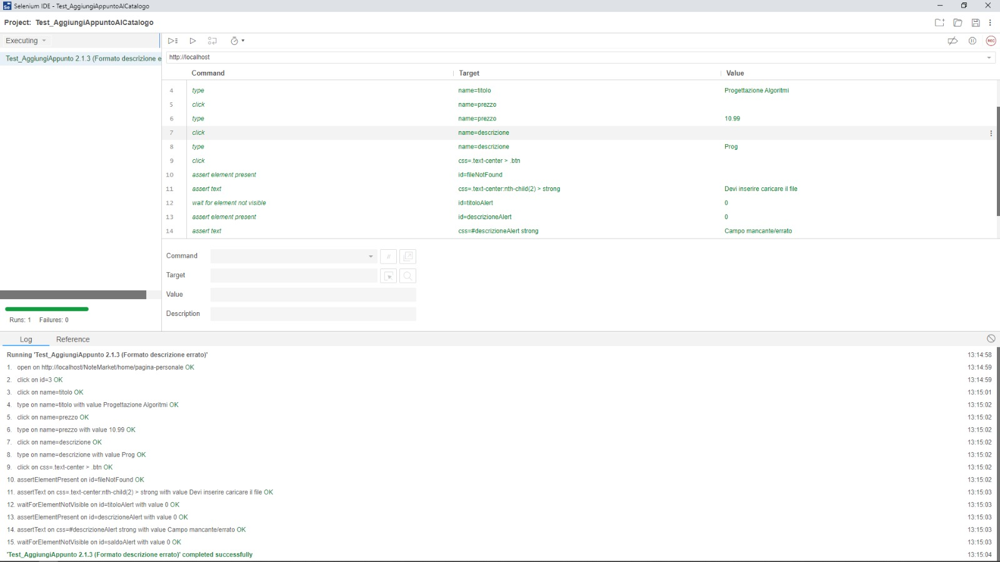 Selenium IDE - Test_AggiungiAppuntoAlCatalogo
Project: Test_AggiungiAppuntoAlCatalogo
Executing
Test_AggiungiAppunto 2.1.3 (Formato descrizione e
REC
http://localhost
Command Target Value
4 type name=titolo Progettazione Algoritmi
5 click name=prezzo
6 type name=prezzo 10.99
7 click name=descrizione
8 type name=descrizione Prog
9 click css=.text-center > .btn
10 assert element present id=fileNotFound
11 assert text css=.text-center:nth-child(2) > strong Devi inserire caricare il file
12 wait for element not visible id=titoloAlert 0
13 assert element present id=descrizioneAlert 0
14 assert text css=#descrizioneAlert strong Campo mancante/errato
Command //
Target
Value
Description
Runs: 1 Failures: 0
Log Reference
Running 'Test_AggiungiAppunto 2.1.3 (Formato descrizione errato)' 13:14:58
1. open on http://localhost/NoteMarket/home/pagina-personale OK 13:14:59
2. click on id=3 OK 13:14:59
3. click on name=titolo OK 13:15:01
4. type on name=titolo with value Progettazione Algoritmi OK 13:15:02
5. click on name=prezzo OK 13:15:02
6. type on name=prezzo with value 10.99 OK 13:15:02
7. click on name=descrizione OK 13:15:02
8. type on name=descrizione with value Prog OK 13:15:02
9. click on css=.text-center > .btn OK 13:15:02
10. assertElementPresent on id=fileNotFound OK 13:15:02
11. assertText on css=.text-center:nth-child(2) > strong with value Devi inserire caricare il file OK 13:15:03
12. waitForElementNotVisible on id=titoloAlert with value 0 OK 13:15:03
13. assertElementPresent on id=descrizioneAlert with value 0 OK 13:15:03
14. assertText on css=#descrizioneAlert strong with value Campo mancante/errato OK 13:15:03
15. waitForElementNotVisible on id=saldoAlert with value 0 OK 13:15:03
'Test_AggiungiAppunto 2.1.3 (Formato descrizione errato)' completed successfully 13:15:04